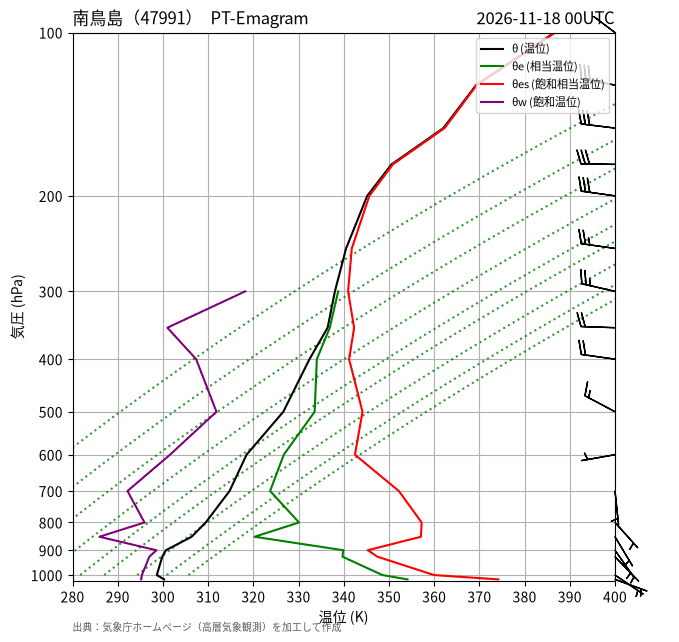 南鳥島（47991） PT-Emagram
2026-11-18 00UTC
θ (温位)
θe (相当温位)
θes (飽和相当温位)
θw (飽和温位)
100
200
300
400
500
600
700
800
900
1000
気圧 (hPa)
280 290 300 310 320 330 340 350 360 370 380 390 400
温位 (K)
出典：気象庁ホームページ（高層気象観測）を加工して作成